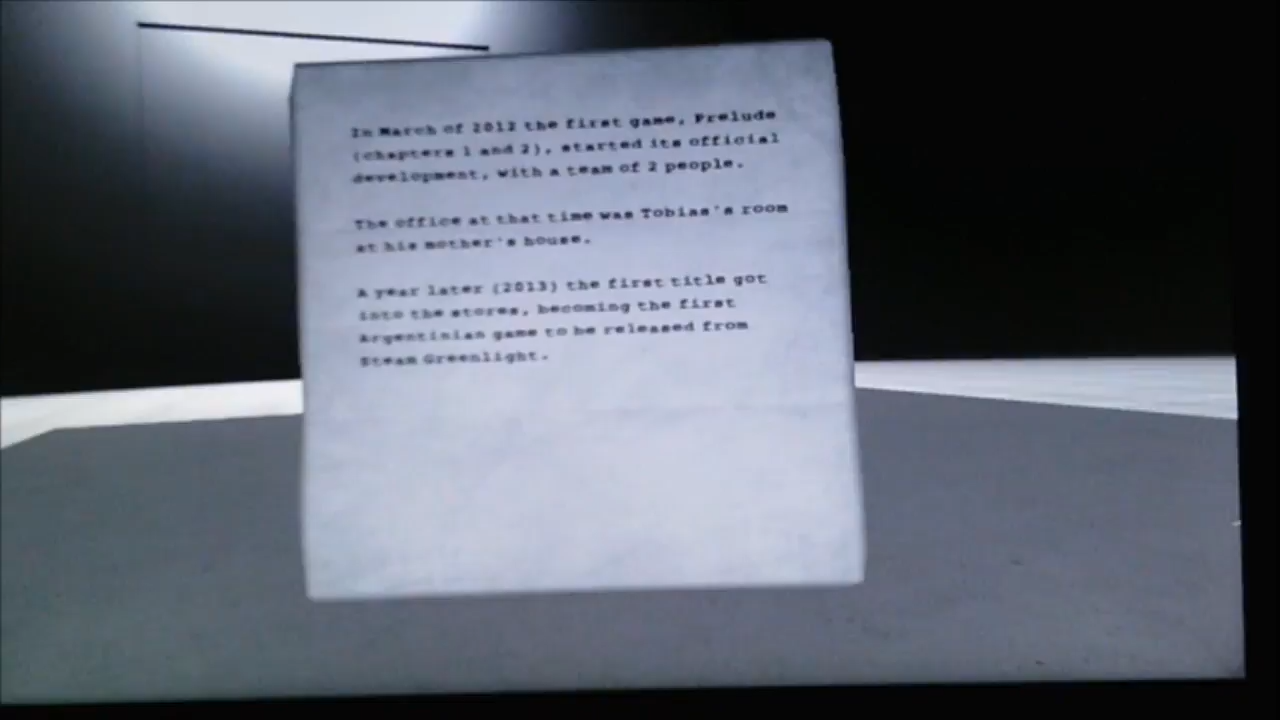 In March of 2012 the first game, Prelude
(chapters 1 and 2), started its official
development, with a team of 2 people.
The office at that time was Tobias's room
at his mother's house.
A year later (2013) the first title got
into the stores, becoming the first
Argentinian game to be released from
Steam Greenlight.